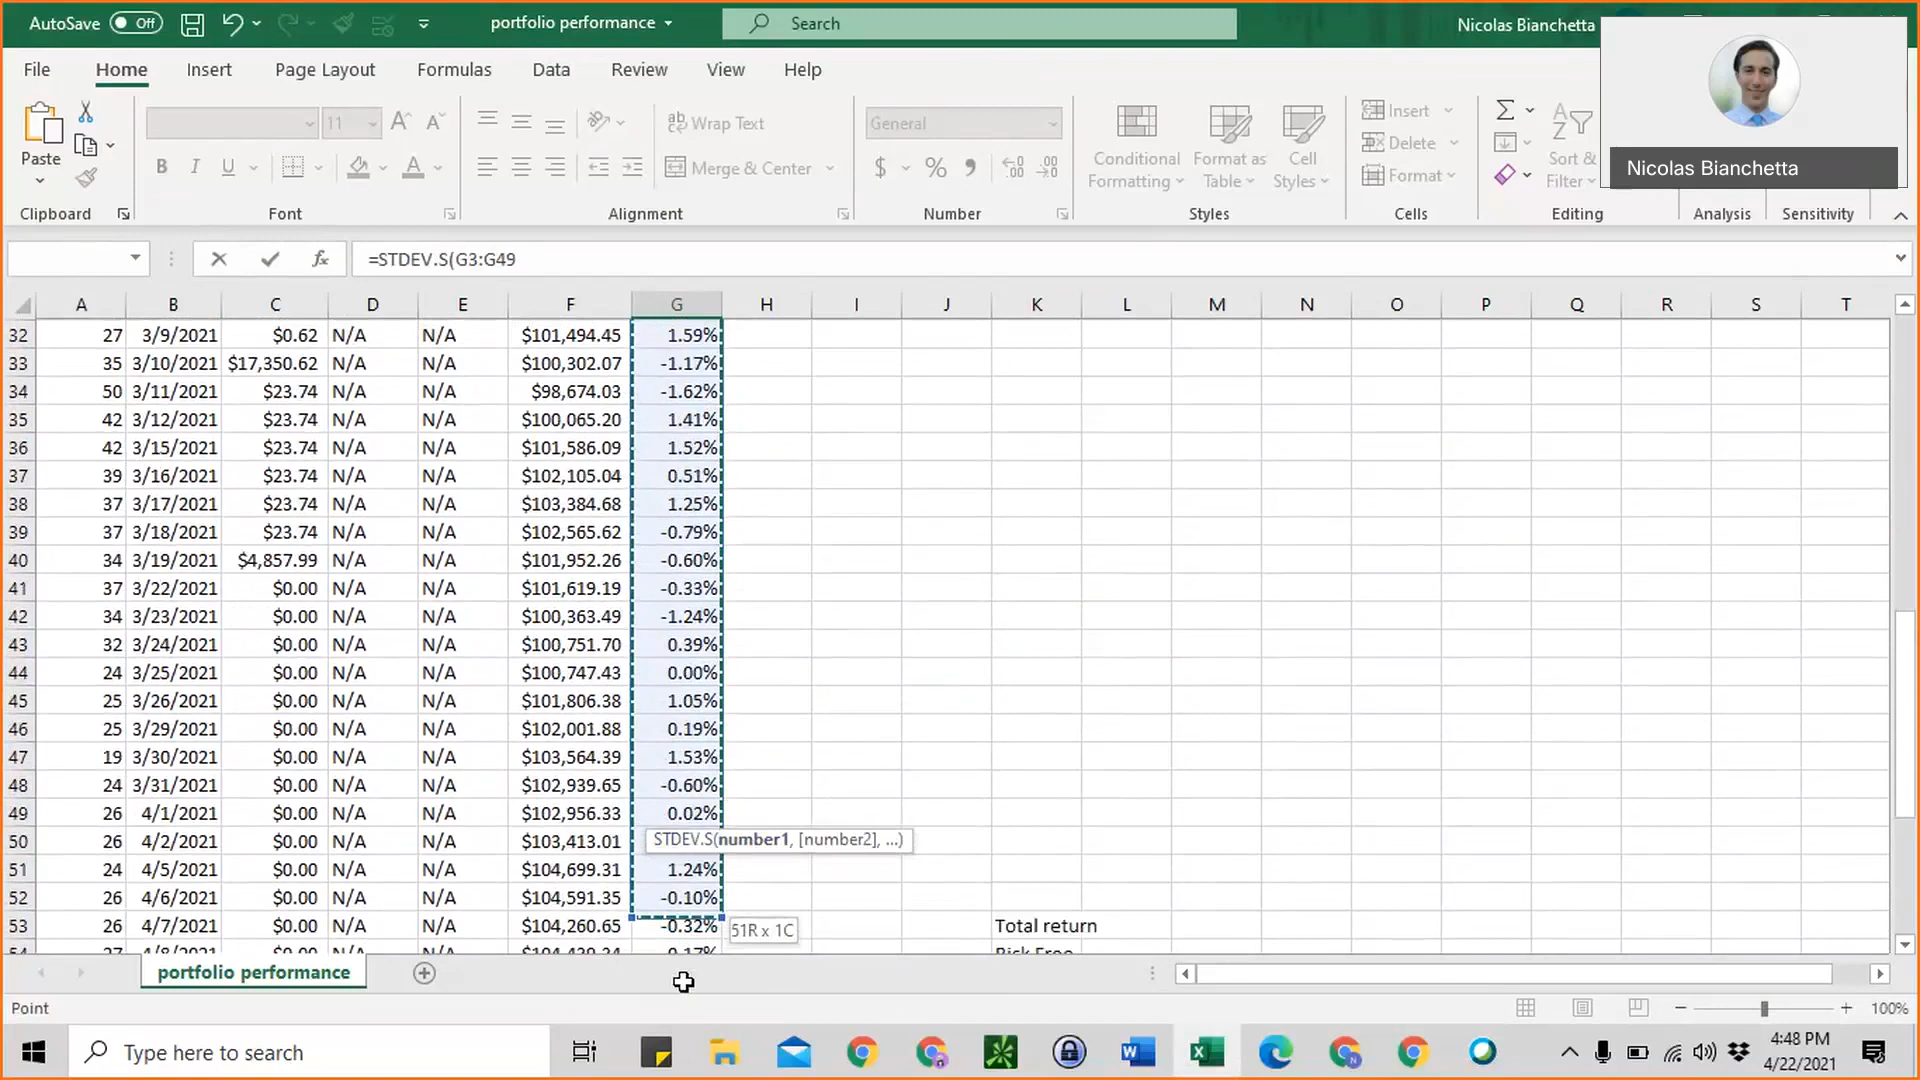 AutoSave Off
portfolio performance
Search
Nicolas Bianchetta
File Home Insert Page Layout Formulas Data Review View Help
Nicolas Bianchetta
Paste
11
Wrap Text
General
Conditional Formatting
Format as Table
Cell Styles
Insert
Delete
Format
Sort & Filter
B I U
Merge & Center
$ %
Clipboard Font Alignment Number Styles Cells Editing Analysis Sensitivity
fx =STDEV.S(G3:G49
A B C D E F G H I J K L M N O P Q R S T
32 27 3/9/2021 $0.62 N/A N/A $101,494.45 1.59%
33 35 3/10/2021 $17,350.62 N/A N/A $100,302.07 -1.17%
34 50 3/11/2021 $23.74 N/A N/A $98,674.03 -1.62%
35 42 3/12/2021 $23.74 N/A N/A $100,065.20 1.41%
36 42 3/15/2021 $23.74 N/A N/A $101,586.09 1.52%
37 39 3/16/2021 $23.74 N/A N/A $102,105.04 0.51%
38 37 3/17/2021 $23.74 N/A N/A $103,384.68 1.25%
39 37 3/18/2021 $23.74 N/A N/A $102,565.62 -0.79%
40 34 3/19/2021 $4,857.99 N/A N/A $101,952.26 -0.60%
41 37 3/22/2021 $0.00 N/A N/A $101,619.19 -0.33%
42 34 3/23/2021 $0.00 N/A N/A $100,363.49 -1.24%
43 32 3/24/2021 $0.00 N/A N/A $100,751.70 0.39%
44 24 3/25/2021 $0.00 N/A N/A $100,747.43 0.00%
45 25 3/26/2021 $0.00 N/A N/A $101,806.38 1.05%
46 25 3/29/2021 $0.00 N/A N/A $102,001.88 0.19%
47 19 3/30/2021 $0.00 N/A N/A $103,564.39 1.53%
48 24 3/31/2021 $0.00 N/A N/A $102,939.65 -0.60%
49 26 4/1/2021 $0.00 N/A N/A $102,956.33 0.02%
50 26 4/2/2021 $0.00 N/A N/A $103,413.01 STDEV.S(number1, [number2], ...)
51 24 4/5/2021 $0.00 N/A N/A $104,699.31 1.24%
52 26 4/6/2021 $0.00 N/A N/A $104,591.35 -0.10%
53 26 4/7/2021 $0.00 N/A N/A $104,260.65 -0.32% 51R x 1C Total return
Risk Free
portfolio performance
Point
100%
Type here to search
4:48 PM
4/22/2021